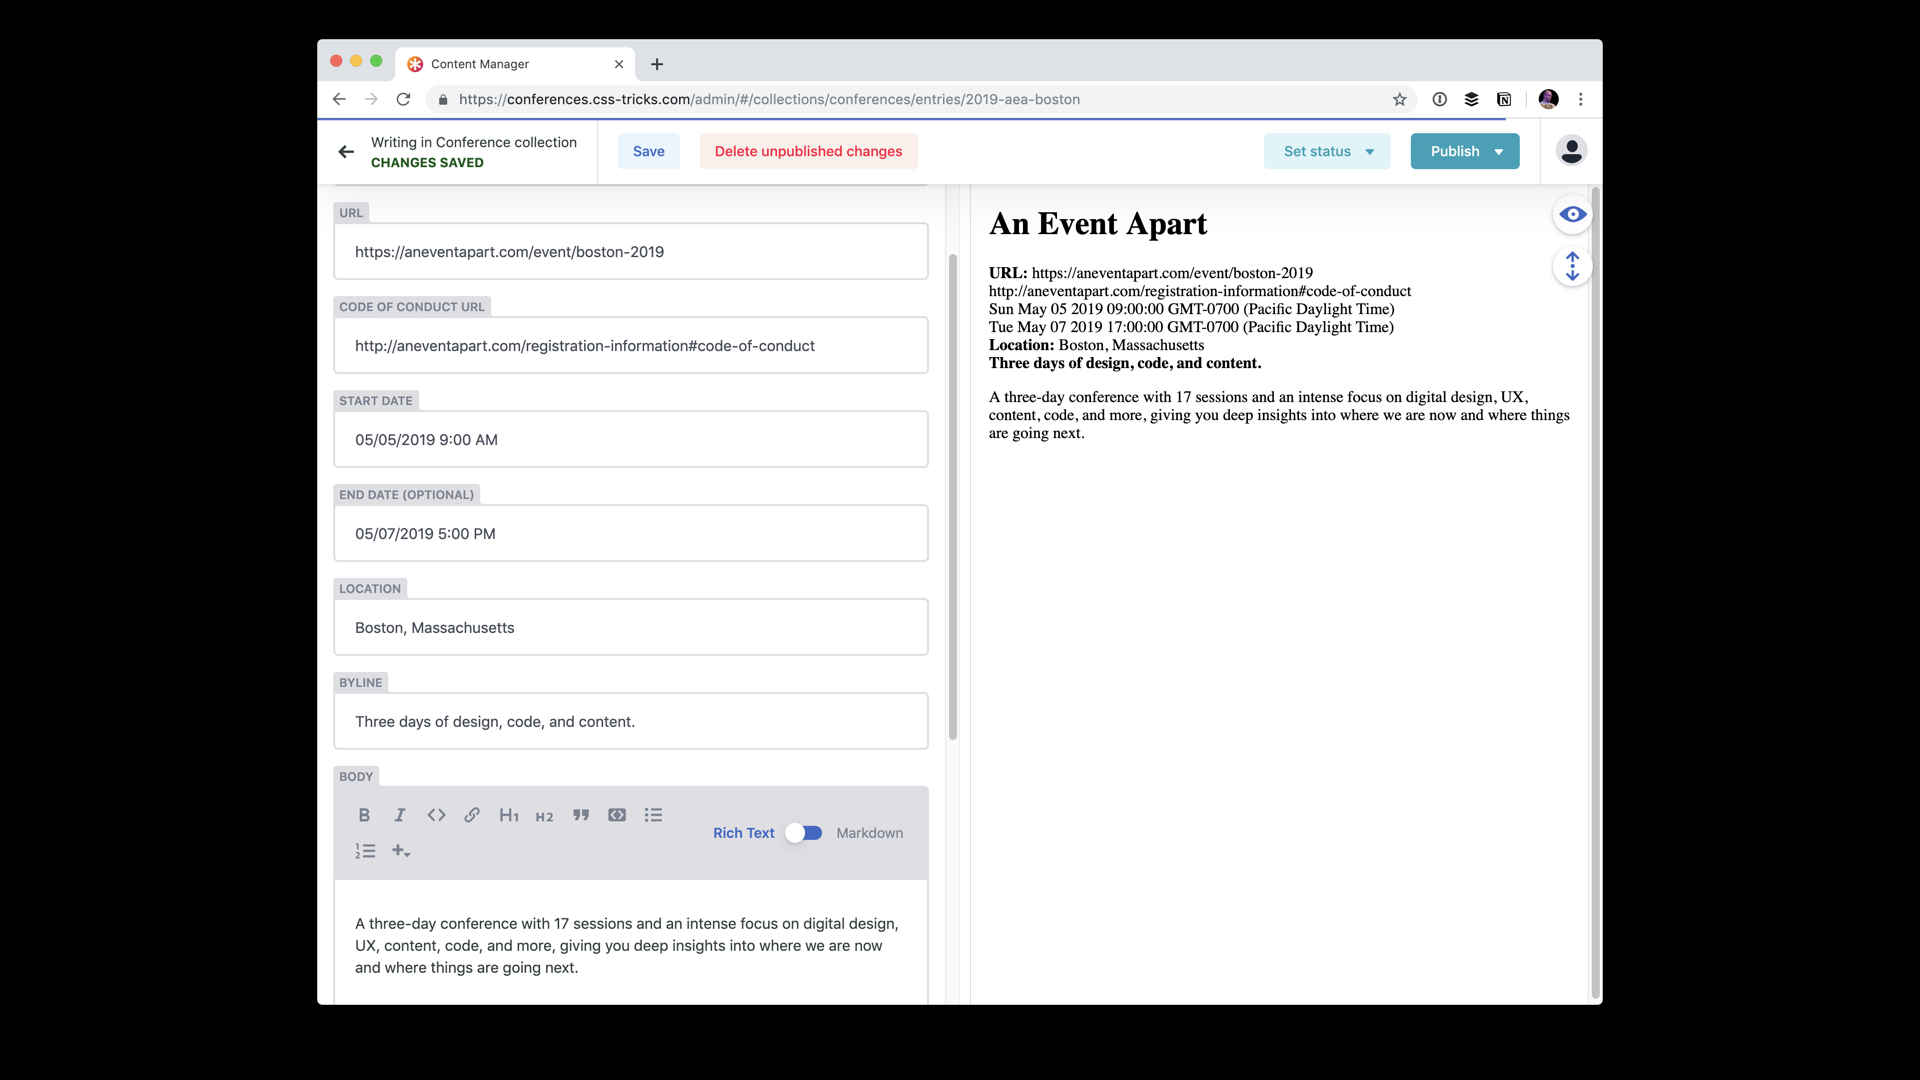 Content Manager
https://conferences.css-tricks.com/admin/#/collections/conferences/entries/2019-aea-boston
Writing in Conference collection
CHANGES SAVED
Save
Delete unpublished changes
Set status
Publish
URL
https://aneventapart.com/event/boston-2019
CODE OF CONDUCT URL
http://aneventapart.com/registration-information#code-of-conduct
START DATE
05/05/2019 9:00 AM
END DATE (OPTIONAL)
05/07/2019 5:00 PM
LOCATION
Boston, Massachusetts
BYLINE
Three days of design, code, and content.
BODY
B I <> H1 H2
Rich Text Markdown
A three-day conference with 17 sessions and an intense focus on digital design,
UX, content, code, and more, giving you deep insights into where we are now
and where things are going next.
An Event Apart
URL: https://aneventapart.com/event/boston-2019
http://aneventapart.com/registration-information#code-of-conduct
Sun May 05 2019 09:00:00 GMT-0700 (Pacific Daylight Time)
Tue May 07 2019 17:00:00 GMT-0700 (Pacific Daylight Time)
Location: Boston, Massachusetts
Three days of design, code, and content.
A three-day conference with 17 sessions and an intense focus on digital design, UX,
content, code, and more, giving you deep insights into where we are now and where things
are going next.